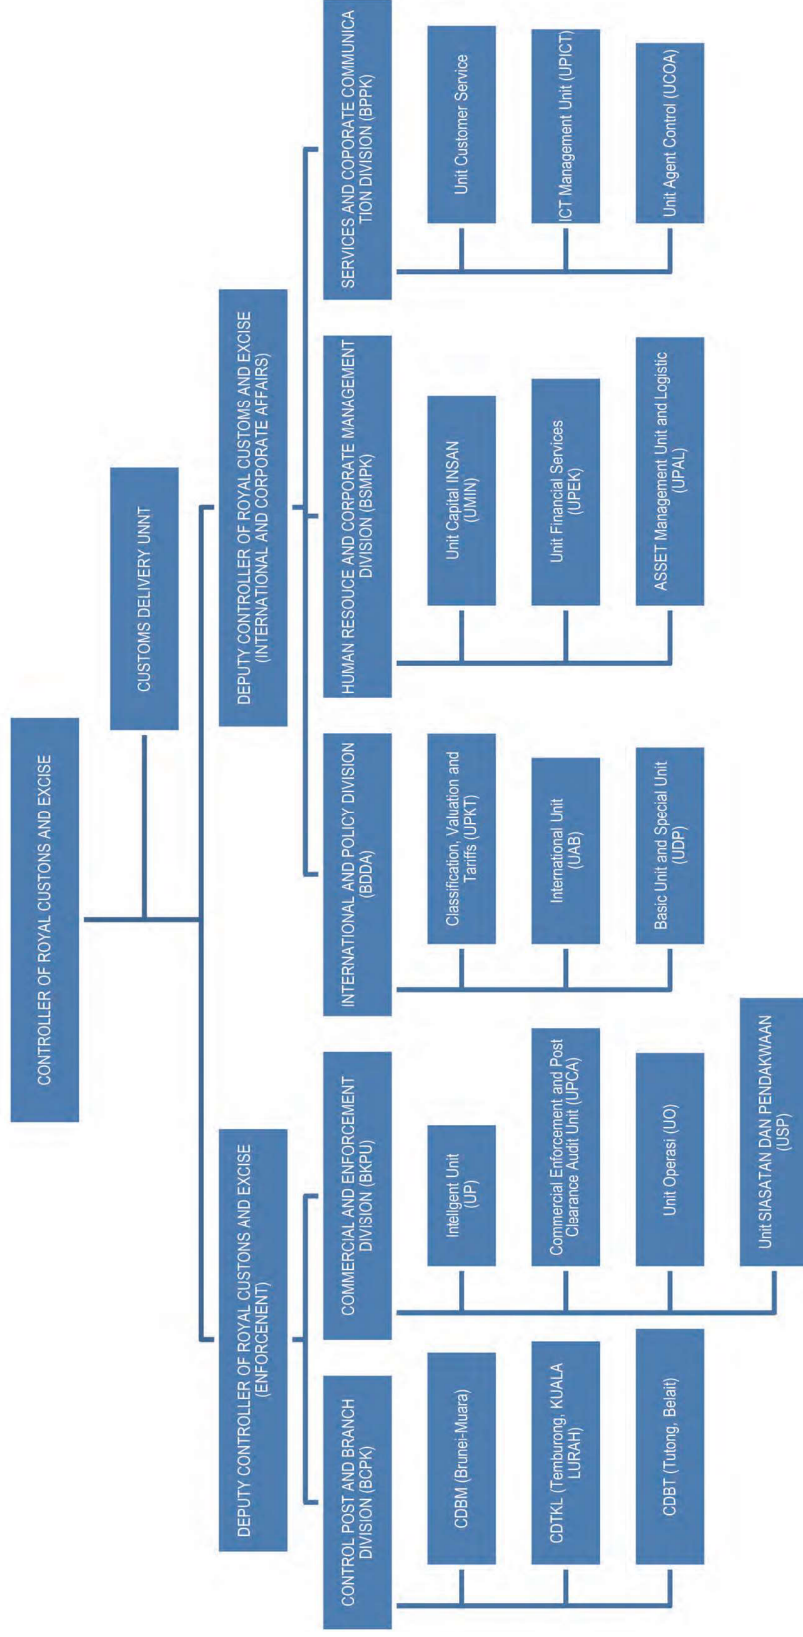 CONTROLLER OF ROYAL CUSTONS AND EXCISE
CUSTOMS DELIVERY UNNT
DEPUTY CONTROLLER OF ROYAL CUSTONS AND EXCISE
(ENFORCENENT)
DEPUTY CONTROLLER OF ROYAL CUSTOMS AND EXCISE
(INTERNATIONAL AND CORPORATE AFFAIRS)
CONTROL POST AND BRANCH
DIVISION (BCPK)
CDBM (Brunei-Muara)
CDTKL (Temburong, KUALA
LURAH)
CDBT (Tutong, Belait)
COMMERCIAL AND ENFORCEMENT
DIVISION (BKPU)
Intellgent Unit
(UP)
Commercial Enforcement and Post
Clearance Audit Unit (UPCA)
Unit Operasi (UO)
Unit SIASATAN DAN PENDAKWAAN
(USP)
INTERNATIONAL AND POLICY DIVISION
(BDDA)
Classification, Valuation and
Tariffs (UPKT)
International Unit
(UAB)
Basic Unit and Special Unit
(UDP)
HUMAN RESOUCE AND CORPORATE MANAGEMENT
DIVISION (BSMPK)
Unit Capital INSAN
(UMIN)
Unit Financial Services
(UPEK)
ASSET Management Unit and Logistic
(UPAL)
SERVICES AND COPORATE COMMUNICA
TION DIVISION (BPPK)
Unit Customer Service
ICT Management Unit (UPICT)
Unit Agent Control (UCOA)